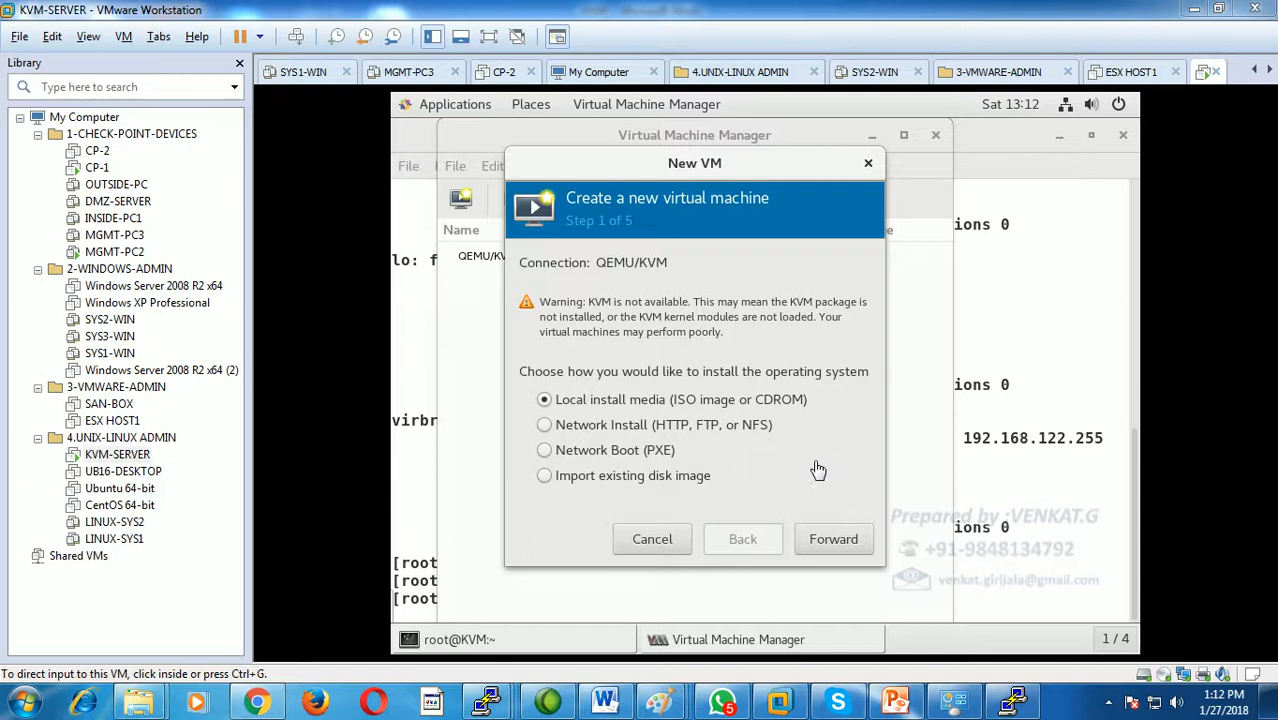 KVM-SERVER - VMware Workstation
File Edit View VM Tabs Help
Library
Type here to search
My Computer
1-CHECK-POINT-DEVICES
CP-2
CP-1
OUTSIDE-PC
DMZ-SERVER
INSIDE-PC1
MGMT-PC3
MGMT-PC2
2-WINDOWS-ADMIN
Windows Server 2008 R2 x64
Windows XP Professional
SYS2-WIN
SYS3-WIN
SYS1-WIN
Windows Server 2008 R2 x64 (2)
3-VMWARE-ADMIN
SAN-BOX
ESX HOST1
4.UNIX-LINUX ADMIN
KVM-SERVER
UB16-DESKTOP
Ubuntu 64-bit
CentOS 64-bit
LINUX-SYS2
LINUX-SYS1
Shared VMs
SYS1-WIN MGMT-PC3 CP-2 My Computer 4.UNIX-LINUX ADMIN SYS2-WIN 3-VMWARE-ADMIN ESX HOST1
Applications Places Virtual Machine Manager Sat 13:12
Virtual Machine Manager
File File Edit
Name
QEMU/KV
lo: f
virbr
[root
[root
[root
ions 0
ions 0
192.168.122.255
ions 0
New VM
Create a new virtual machine
Step 1 of 5
Connection: QEMU/KVM
Warning: KVM is not available. This may mean the KVM package is
not installed, or the KVM kernel modules are not loaded. Your
virtual machines may perform poorly.
Choose how you would like to install the operating system
Local install media (ISO image or CDROM)
Network Install (HTTP, FTP, or NFS)
Network Boot (PXE)
Import existing disk image
Cancel Back Forward
Prepared by :VENKAT.G
+91-9848134792
venkat.girijala@gmail.com
root@KVM:~ Virtual Machine Manager 1 / 4
To direct input to this VM, click inside or press Ctrl+G.
5
1:12 PM
1/27/2018